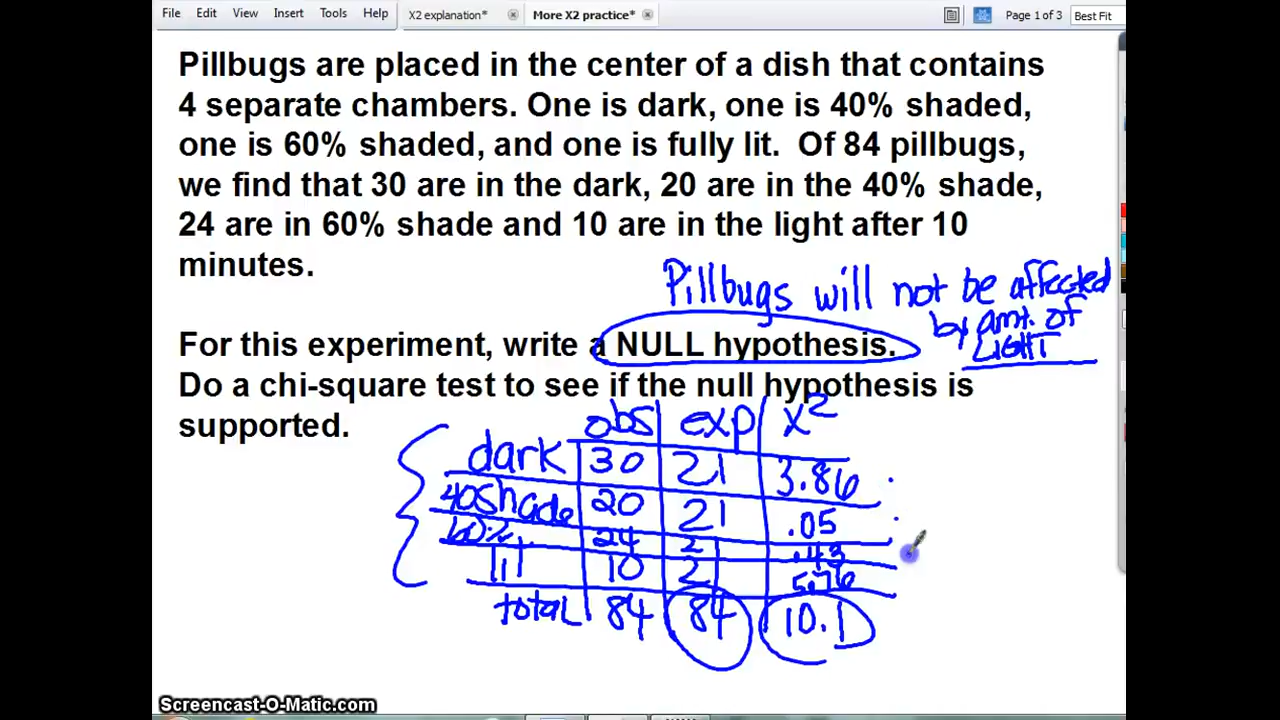 File Edit View Insert Tools Help X2 explanation* More X2 practice* Page 1 of 3 Best Fit
Pillbugs are placed in the center of a dish that contains
4 separate chambers. One is dark, one is 40% shaded,
one is 60% shaded, and one is fully lit. Of 84 pillbugs,
we find that 30 are in the dark, 20 are in the 40% shade,
24 are in 60% shade and 10 are in the light after 10
minutes.
Pillbugs will not be affected
by amt. of
LIGHT
For this experiment, write a NULL hypothesis.
Do a chi-square test to see if the null hypothesis is
supported.
obs exp x2
dark 30 21 3.86
40 shade 20 21 .05
60% 24 21 .43
lit 10 21 5.76
total 84 84 10.1
Screencast-O-Matic.com